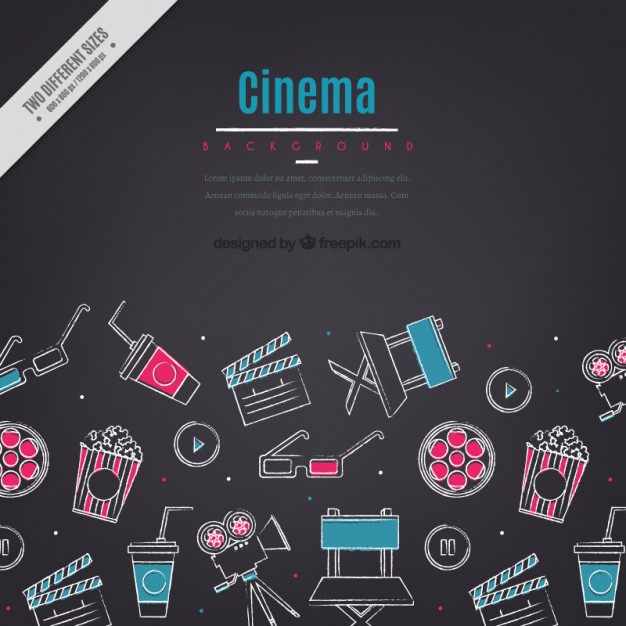 TWO DIFFERENT SIZES
800 x 800 px / 1200 x 800 px
Cinema
BACKGROUND
Lorem ipsum dolor sit amet, consectetuer adipiscing elit.
Aenean commodo ligula eget dolor. Aenean massa. Cum
sociis natoque penatibus et magnis dis..
designed by freepik.com